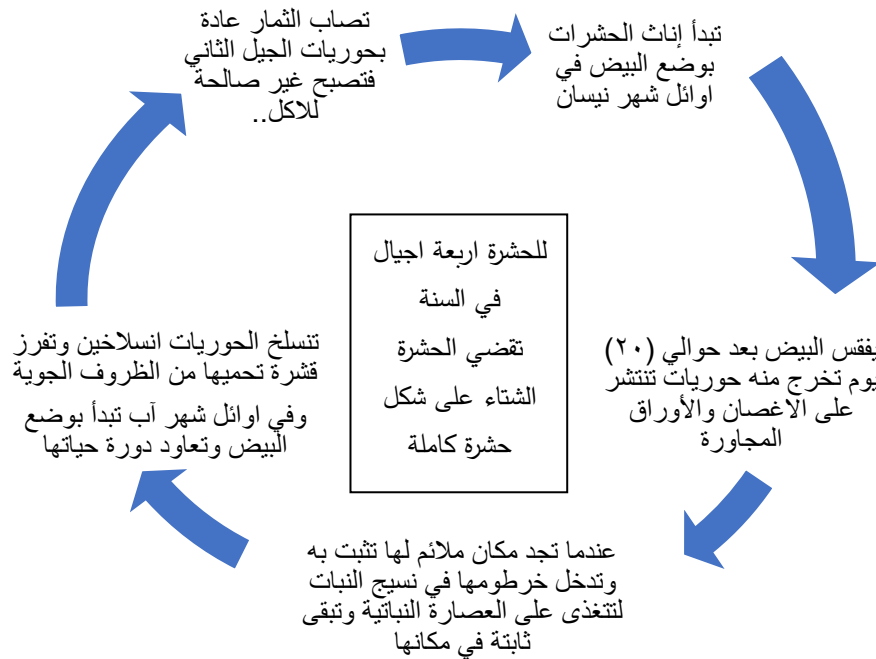 تبدأ إناث الحشرات
بوضع البيض في
اوائل شهر نيسان
يفقس البيض بعد حوالي (٢٠)
يوم تخرج منه حوريات تنتشر
على الاغصان والأوراق
المجاورة
عندما تجد مكان ملائم لها تثبت به
وتدخل خرطومها في نسيج النبات
لتتغذى على العصارة النباتية وتبقى
ثابتة في مكانها
تنسلخ الحوريات انسلاخين وتفرز
قشرة تحميها من الظروف الجوية
وفي اوائل شهر آب تبدأ بوضع
البيض وتعاود دورة حياتها
تصاب الثمار عادة
بحوريات الجيل الثاني
فتصبح غير صالحة
للاكل..
للحشرة اربعة اجيال
في السنة
تقضي الحشرة
الشتاء على شكل
حشرة كاملة